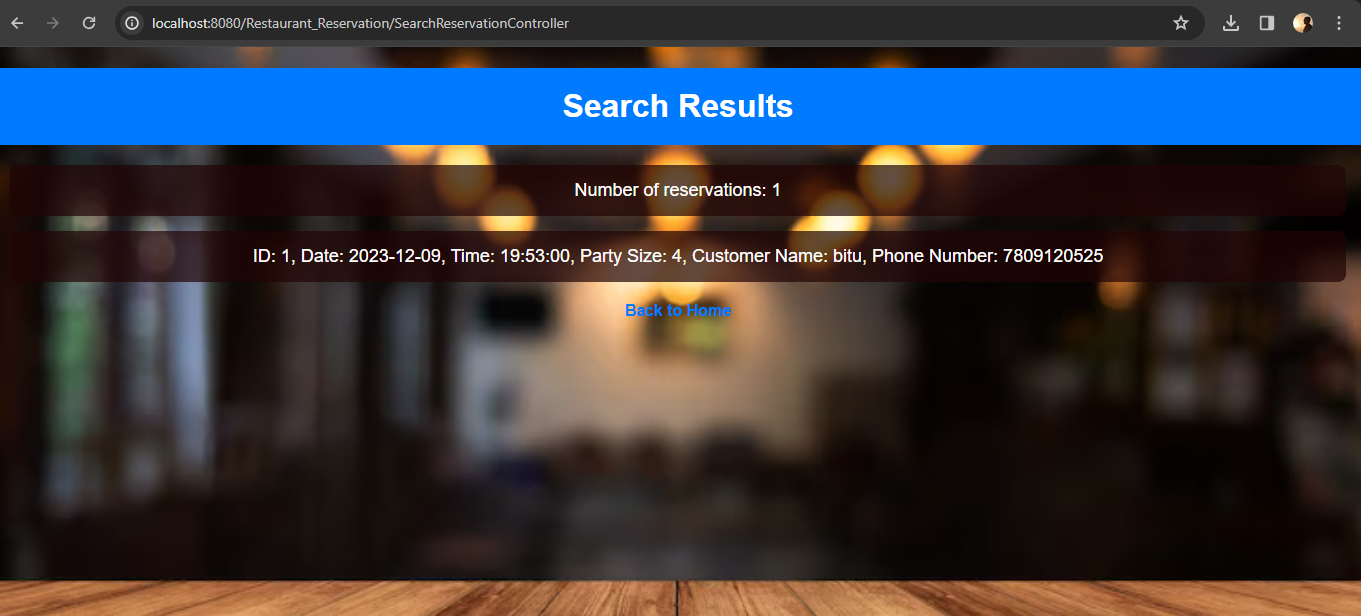 localhost:8080/Restaurant_Reservation/SearchReservationController
Search Results
Number of reservations: 1
ID: 1, Date: 2023-12-09, Time: 19:53:00, Party Size: 4, Customer Name: bitu, Phone Number: 7809120525
Back to Home